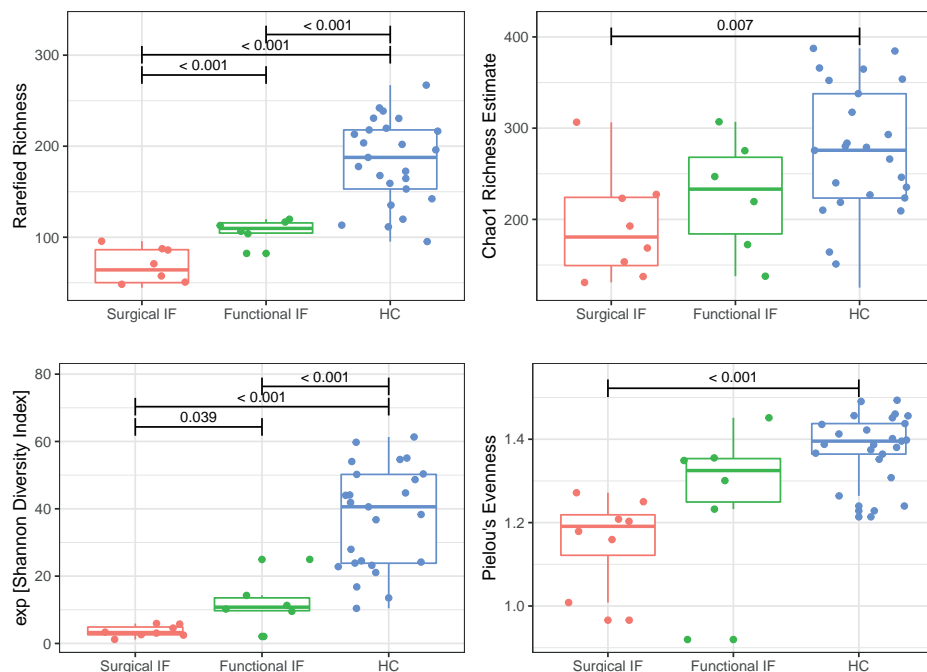 < 0.001
< 0.001
< 0.001
300
200
100
Rarefied Richness
Surgical IF Functional IF HC
0.007
400
300
200
Chao1 Richness Estimate
Surgical IF Functional IF HC
80
60
40
20
0
< 0.001
< 0.001
0.039
exp [Shannon Diversity Index]
Surgical IF Functional IF HC
< 0.001
1.4
1.2
1.0
Pielou's Evenness
Surgical IF Functional IF HC